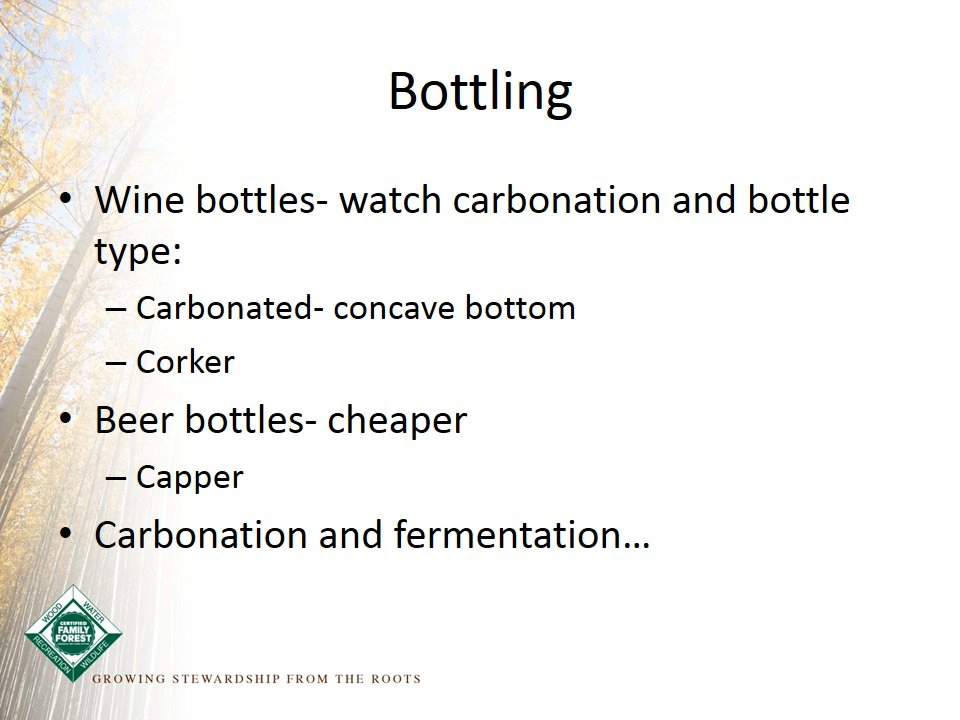 Bottling
• Wine bottles- watch carbonation and bottle
type:
– Carbonated- concave bottom
– Corker
• Beer bottles- cheaper
– Capper
• Carbonation and fermentation…
WOOD
WATER
CERTIFIED
FAMILY
FOREST
RECREATION
WILDLIFE
GROWING STEWARDSHIP FROM THE ROOTS